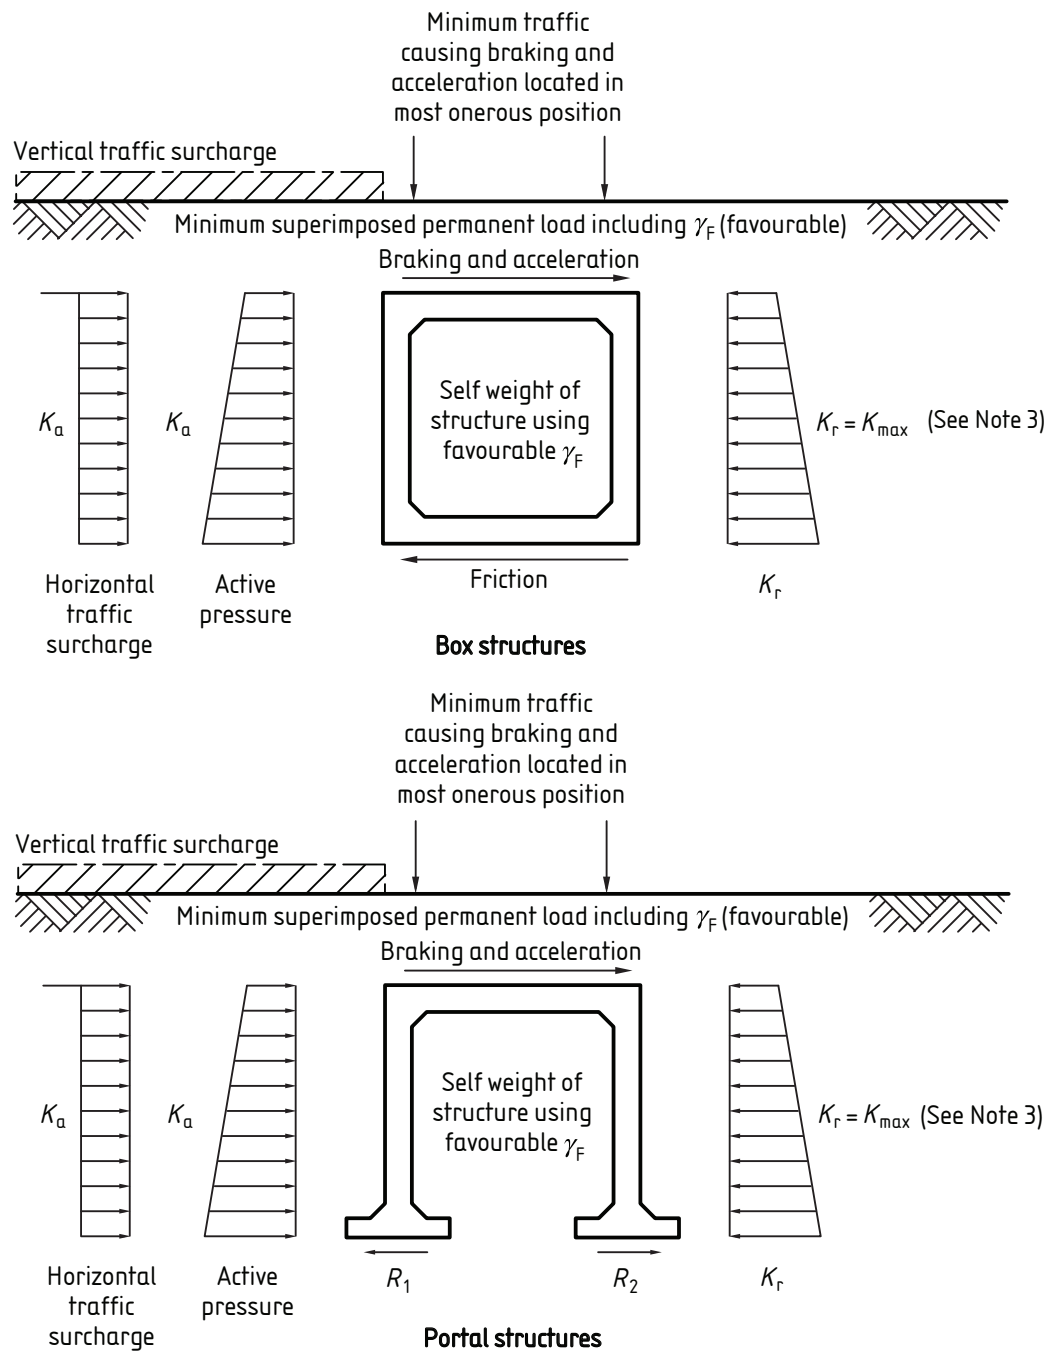 Minimum traffic
causing braking and
acceleration located in
most onerous position
Vertical traffic surcharge
Minimum superimposed permanent load including γF (favourable)
Braking and acceleration
Self weight of
structure using
favourable γF
Ka
Ka
Kr = Kmax (See Note 3)
Friction
Horizontal
traffic
surcharge
Active
pressure
Kr
Box structures
Minimum traffic
causing braking and
acceleration located in
most onerous position
Vertical traffic surcharge
Minimum superimposed permanent load including γF (favourable)
Braking and acceleration
Self weight of
structure using
favourable γF
Ka
Ka
Kr = Kmax (See Note 3)
R1
R2
Horizontal
traffic
surcharge
Active
pressure
Kr
Portal structures